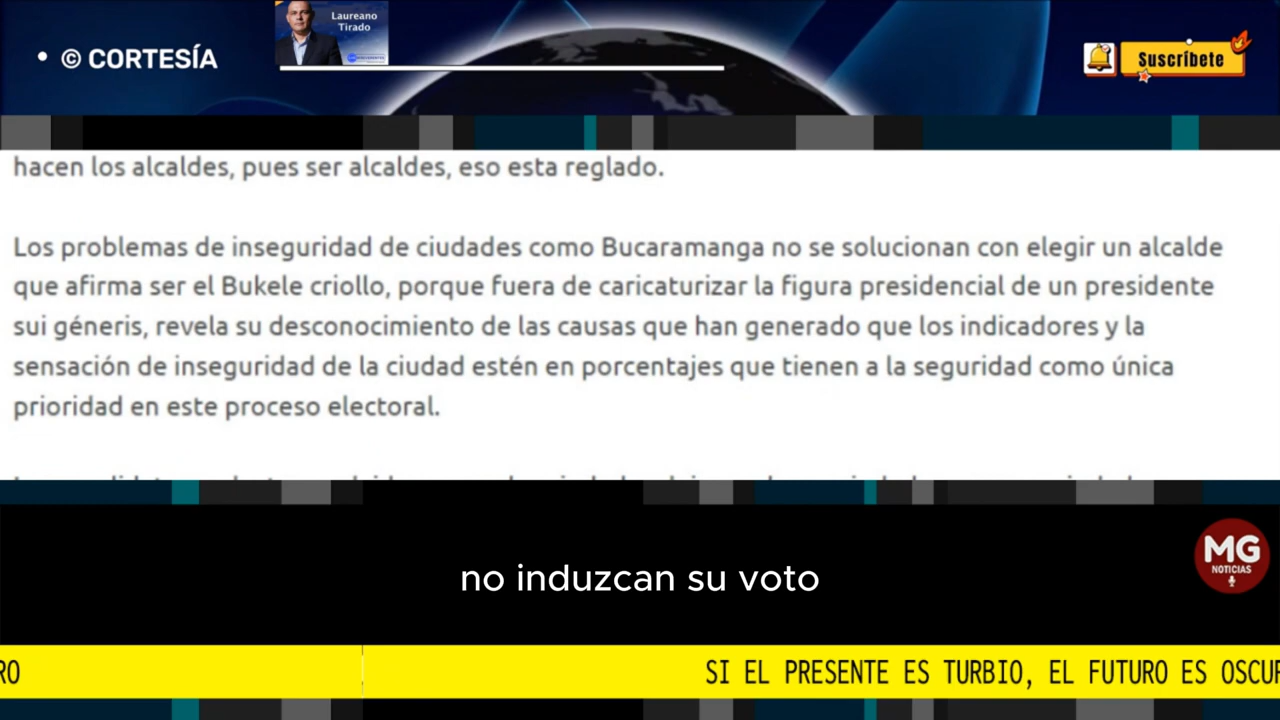 • © CORTESÍA
Laureano
Tirado
Suscríbete
hacen los alcaldes, pues ser alcaldes, eso esta reglado.
Los problemas de inseguridad de ciudades como Bucaramanga no se solucionan con elegir un alcalde
que afirma ser el Bukele criollo, porque fuera de caricaturizar la figura presidencial de un presidente
sui géneris, revela su desconocimiento de las causas que han generado que los indicadores y la
sensación de inseguridad de la ciudad estén en porcentajes que tienen a la seguridad como única
prioridad en este proceso electoral.
no induzcan su voto
MG
NOTICIAS
RO
SI EL PRESENTE ES TURBIO, EL FUTURO ES OSCUR